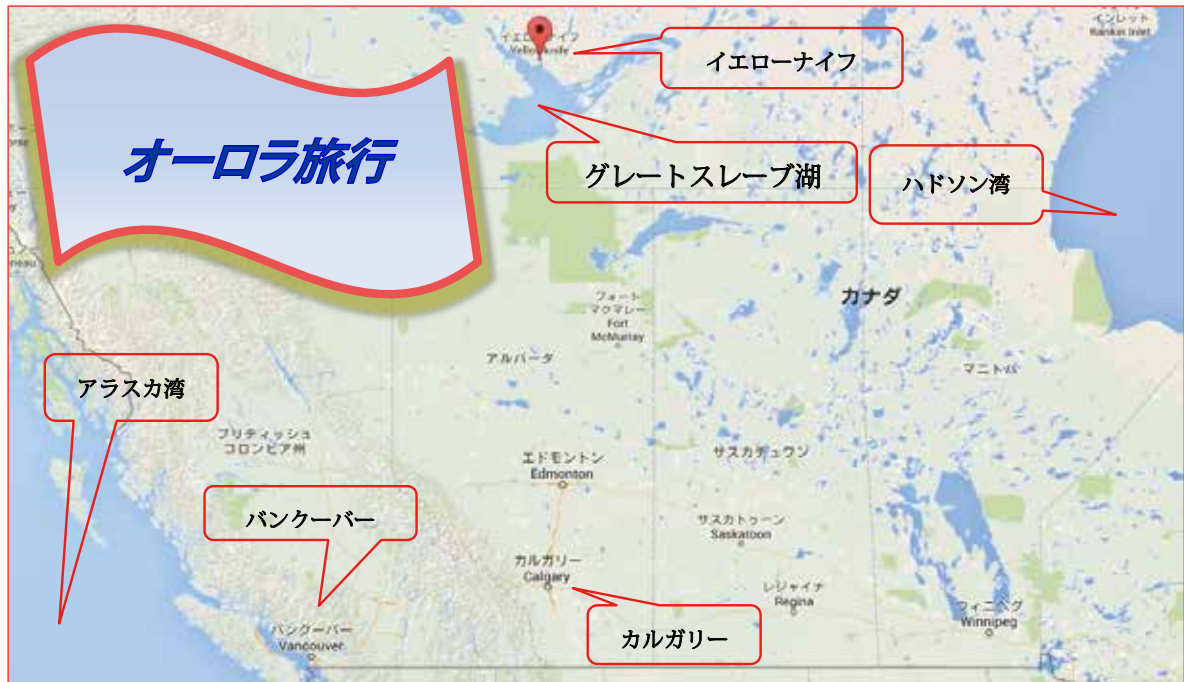 インレット
Rankin Inlet
イエローナイフ
Yellowknife
イエローナイフ
オーロラ旅行
グレートスレーブ湖
ハドソン湾
カナダ
フォート
マクマレー
Fort
McMurray
アルバータ
マニトバ
アラスカ湾
ブリティッシュ
コロンビア州
エドモントン
Edmonton
サスカチュワン
バンクーバー
サスカトゥーン
Saskatoon
カルガリー
Calgary
レジャイナ
Regina
ウィニペグ
Winnipeg
カルガリー
バンクーバー
Vancouver